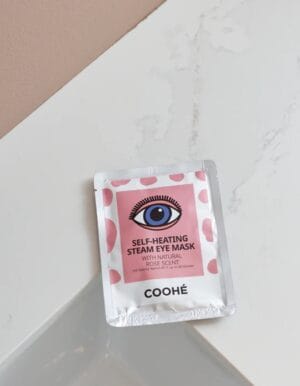 SELF-HEATING
STEAM EYE MASK
WITH NATURAL
ROSE SCENT
COOHÉ